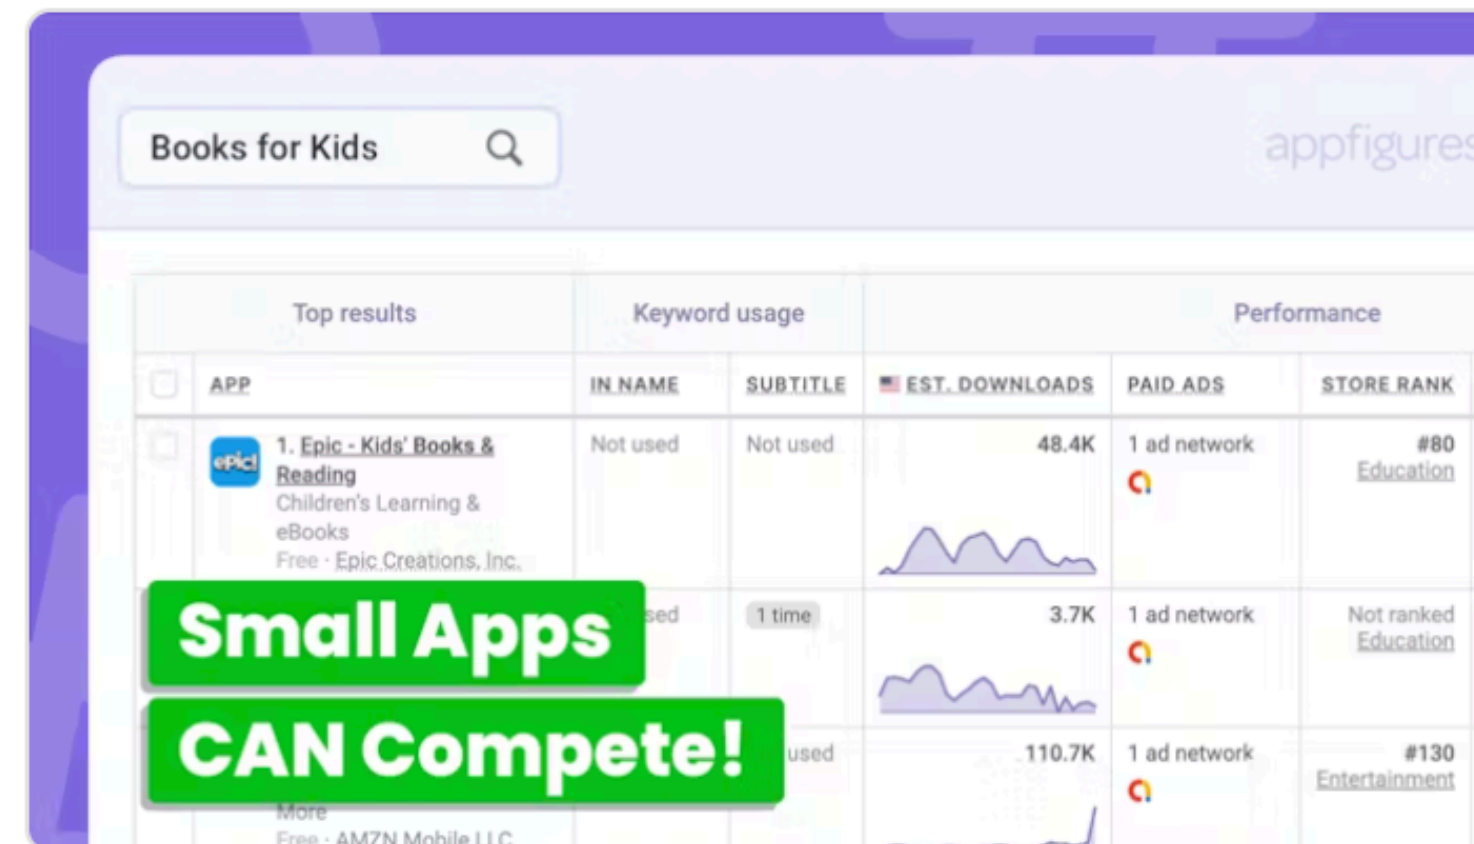 Books for Kids
appfigures
Top results Keyword usage Performance
APP IN NAME SUBTITLE EST. DOWNLOADS PAID ADS STORE RANK
epic!
1. Epic - Kids' Books &
Reading
Children's Learning &
eBooks
Free · Epic Creations, Inc.
Not used Not used 48.4K 1 ad network #80
Education
1 time 3.7K 1 ad network Not ranked
Education
Small Apps
CAN Compete!
used 110.7K 1 ad network #130
Entertainment
More
Free · AMZN Mobile LLC